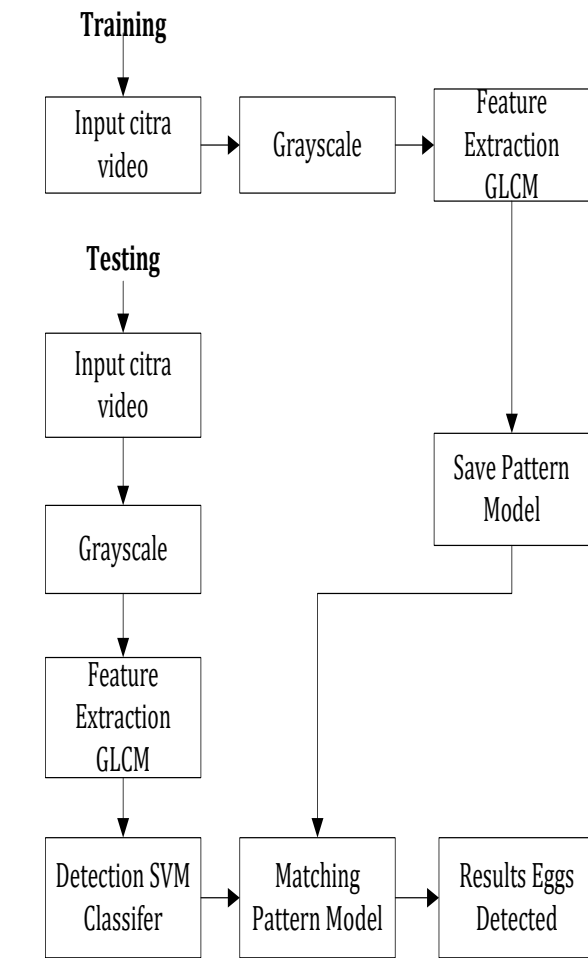 Training
Input citra
video
Grayscale
Feature
Extraction
GLCM
Testing
Input citra
video
Grayscale
Feature
Extraction
GLCM
Save Pattern
Model
Detection SVM
Classifer
Matching
Pattern Model
Results Eggs
Detected